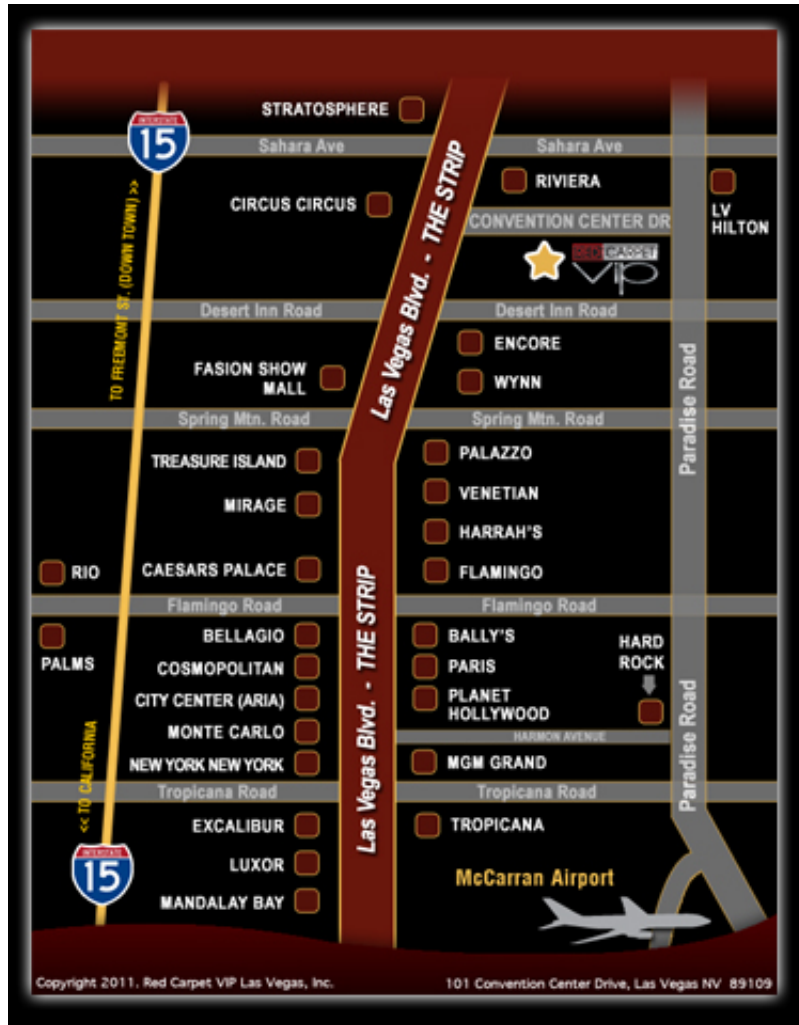 STRATOSPHERE
INTERSTATE
15
Sahara Ave
Sahara Ave
RIVIERA
CIRCUS CIRCUS
LV
HILTON
CONVENTION CENTER DR
RED CARPET
vip
TO FREEMONT ST. (DOWN TOWN) >>
Las Vegas Blvd. - THE STRIP
Desert Inn Road
Desert Inn Road
ENCORE
FASION SHOW
MALL
WYNN
Paradise Road
Spring Mtn. Road
Spring Mtn. Road
TREASURE ISLAND
PALAZZO
MIRAGE
VENETIAN
HARRAH'S
RIO
CAESARS PALACE
FLAMINGO
Flamingo Road
Flamingo Road
PALMS
BELLAGIO
BALLY'S
HARD
ROCK
COSMOPOLITAN
PARIS
CITY CENTER (ARIA)
PLANET
HOLLYWOOD
MONTE CARLO
HARMON AVENUE
NEW YORK NEW YORK
MGM GRAND
Las Vegas Blvd. - THE STRIP
Paradise Road
<< TO CALIFORNIA
Tropicana Road
Tropicana Road
EXCALIBUR
TROPICANA
INTERSTATE
15
LUXOR
McCarran Airport
MANDALAY BAY
Copyright 2011. Red Carpet VIP Las Vegas, Inc.
101 Convention Center Drive, Las Vegas NV 89109